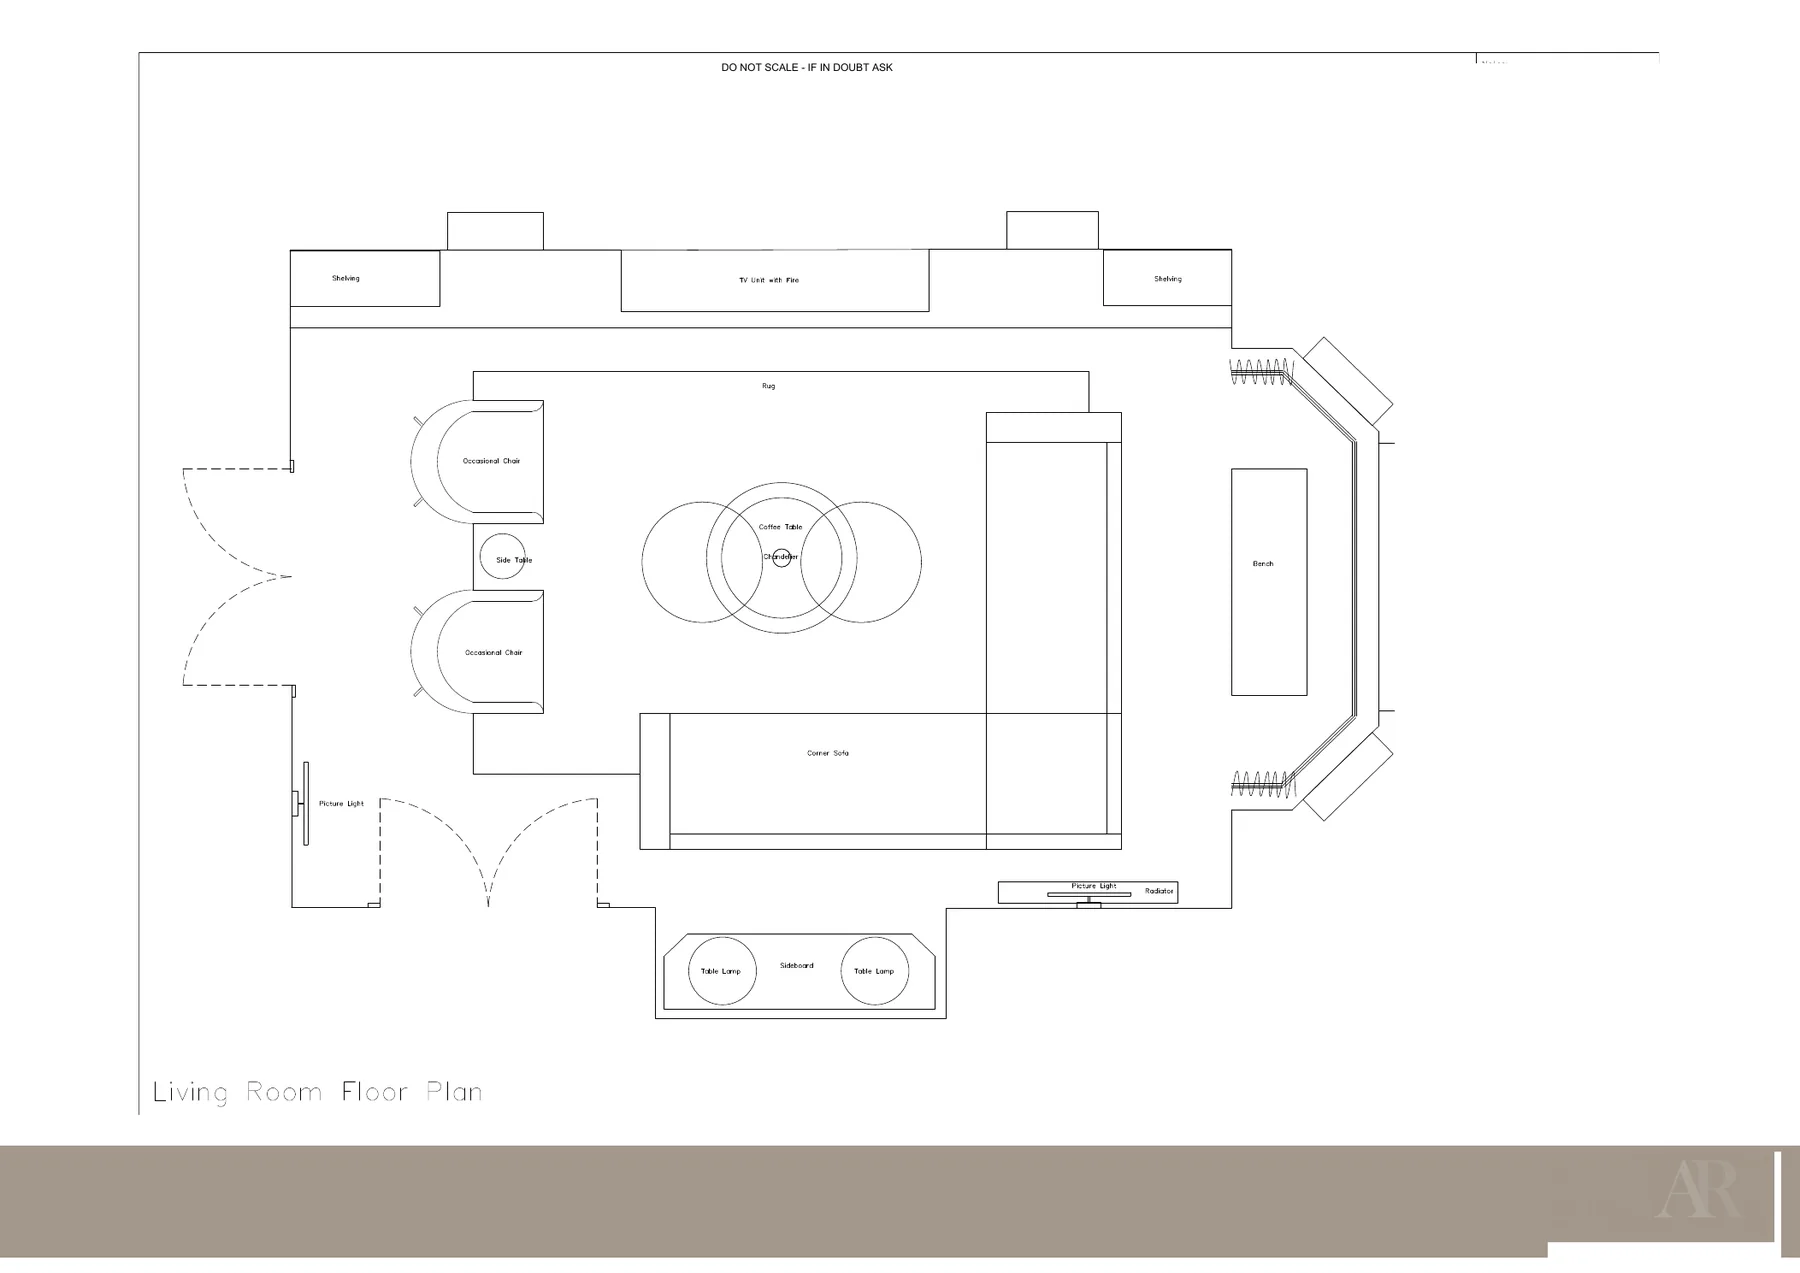 DO NOT SCALE - IF IN DOUBT ASK
Shelving
TV Unit with Fire
Shelving
Rug
Occasional Chair
Coffee Table
Chandelier
Side Table
Bench
Occasional Chair
Corner Sofa
Picture Light
Picture Light
Radiator
Table Lamp
Sideboard
Table Lamp
Living Room Floor Plan
AR